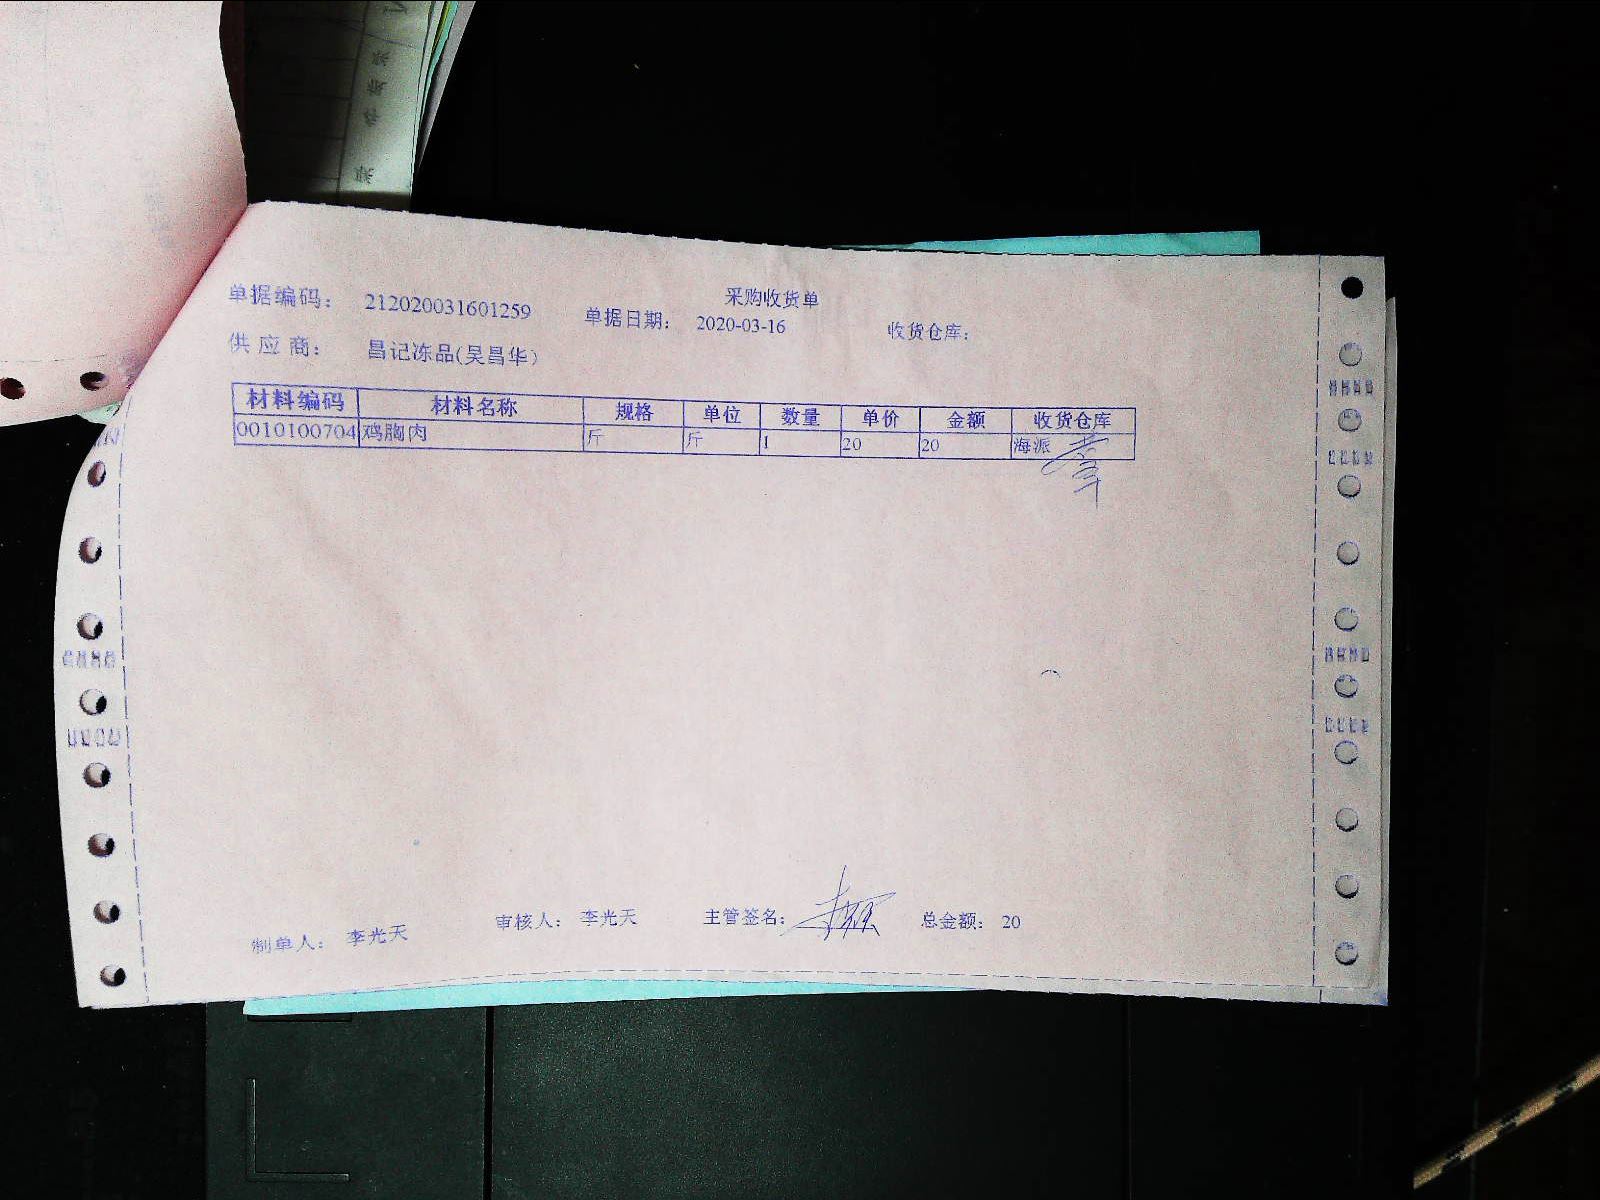 采购收货单
单据编码： 212020031601259 单据日期： 2020-03-16 收货仓库：
供应商： 昌记冻品(吴昌华)
材料编码 材料名称 规格 单位 数量 单价 金额 收货仓库
0010100704 鸡胸肉 斤 斤 1 20 20 海派
制单人： 李光天 审核人： 李光天 主管签名： 总金额： 20